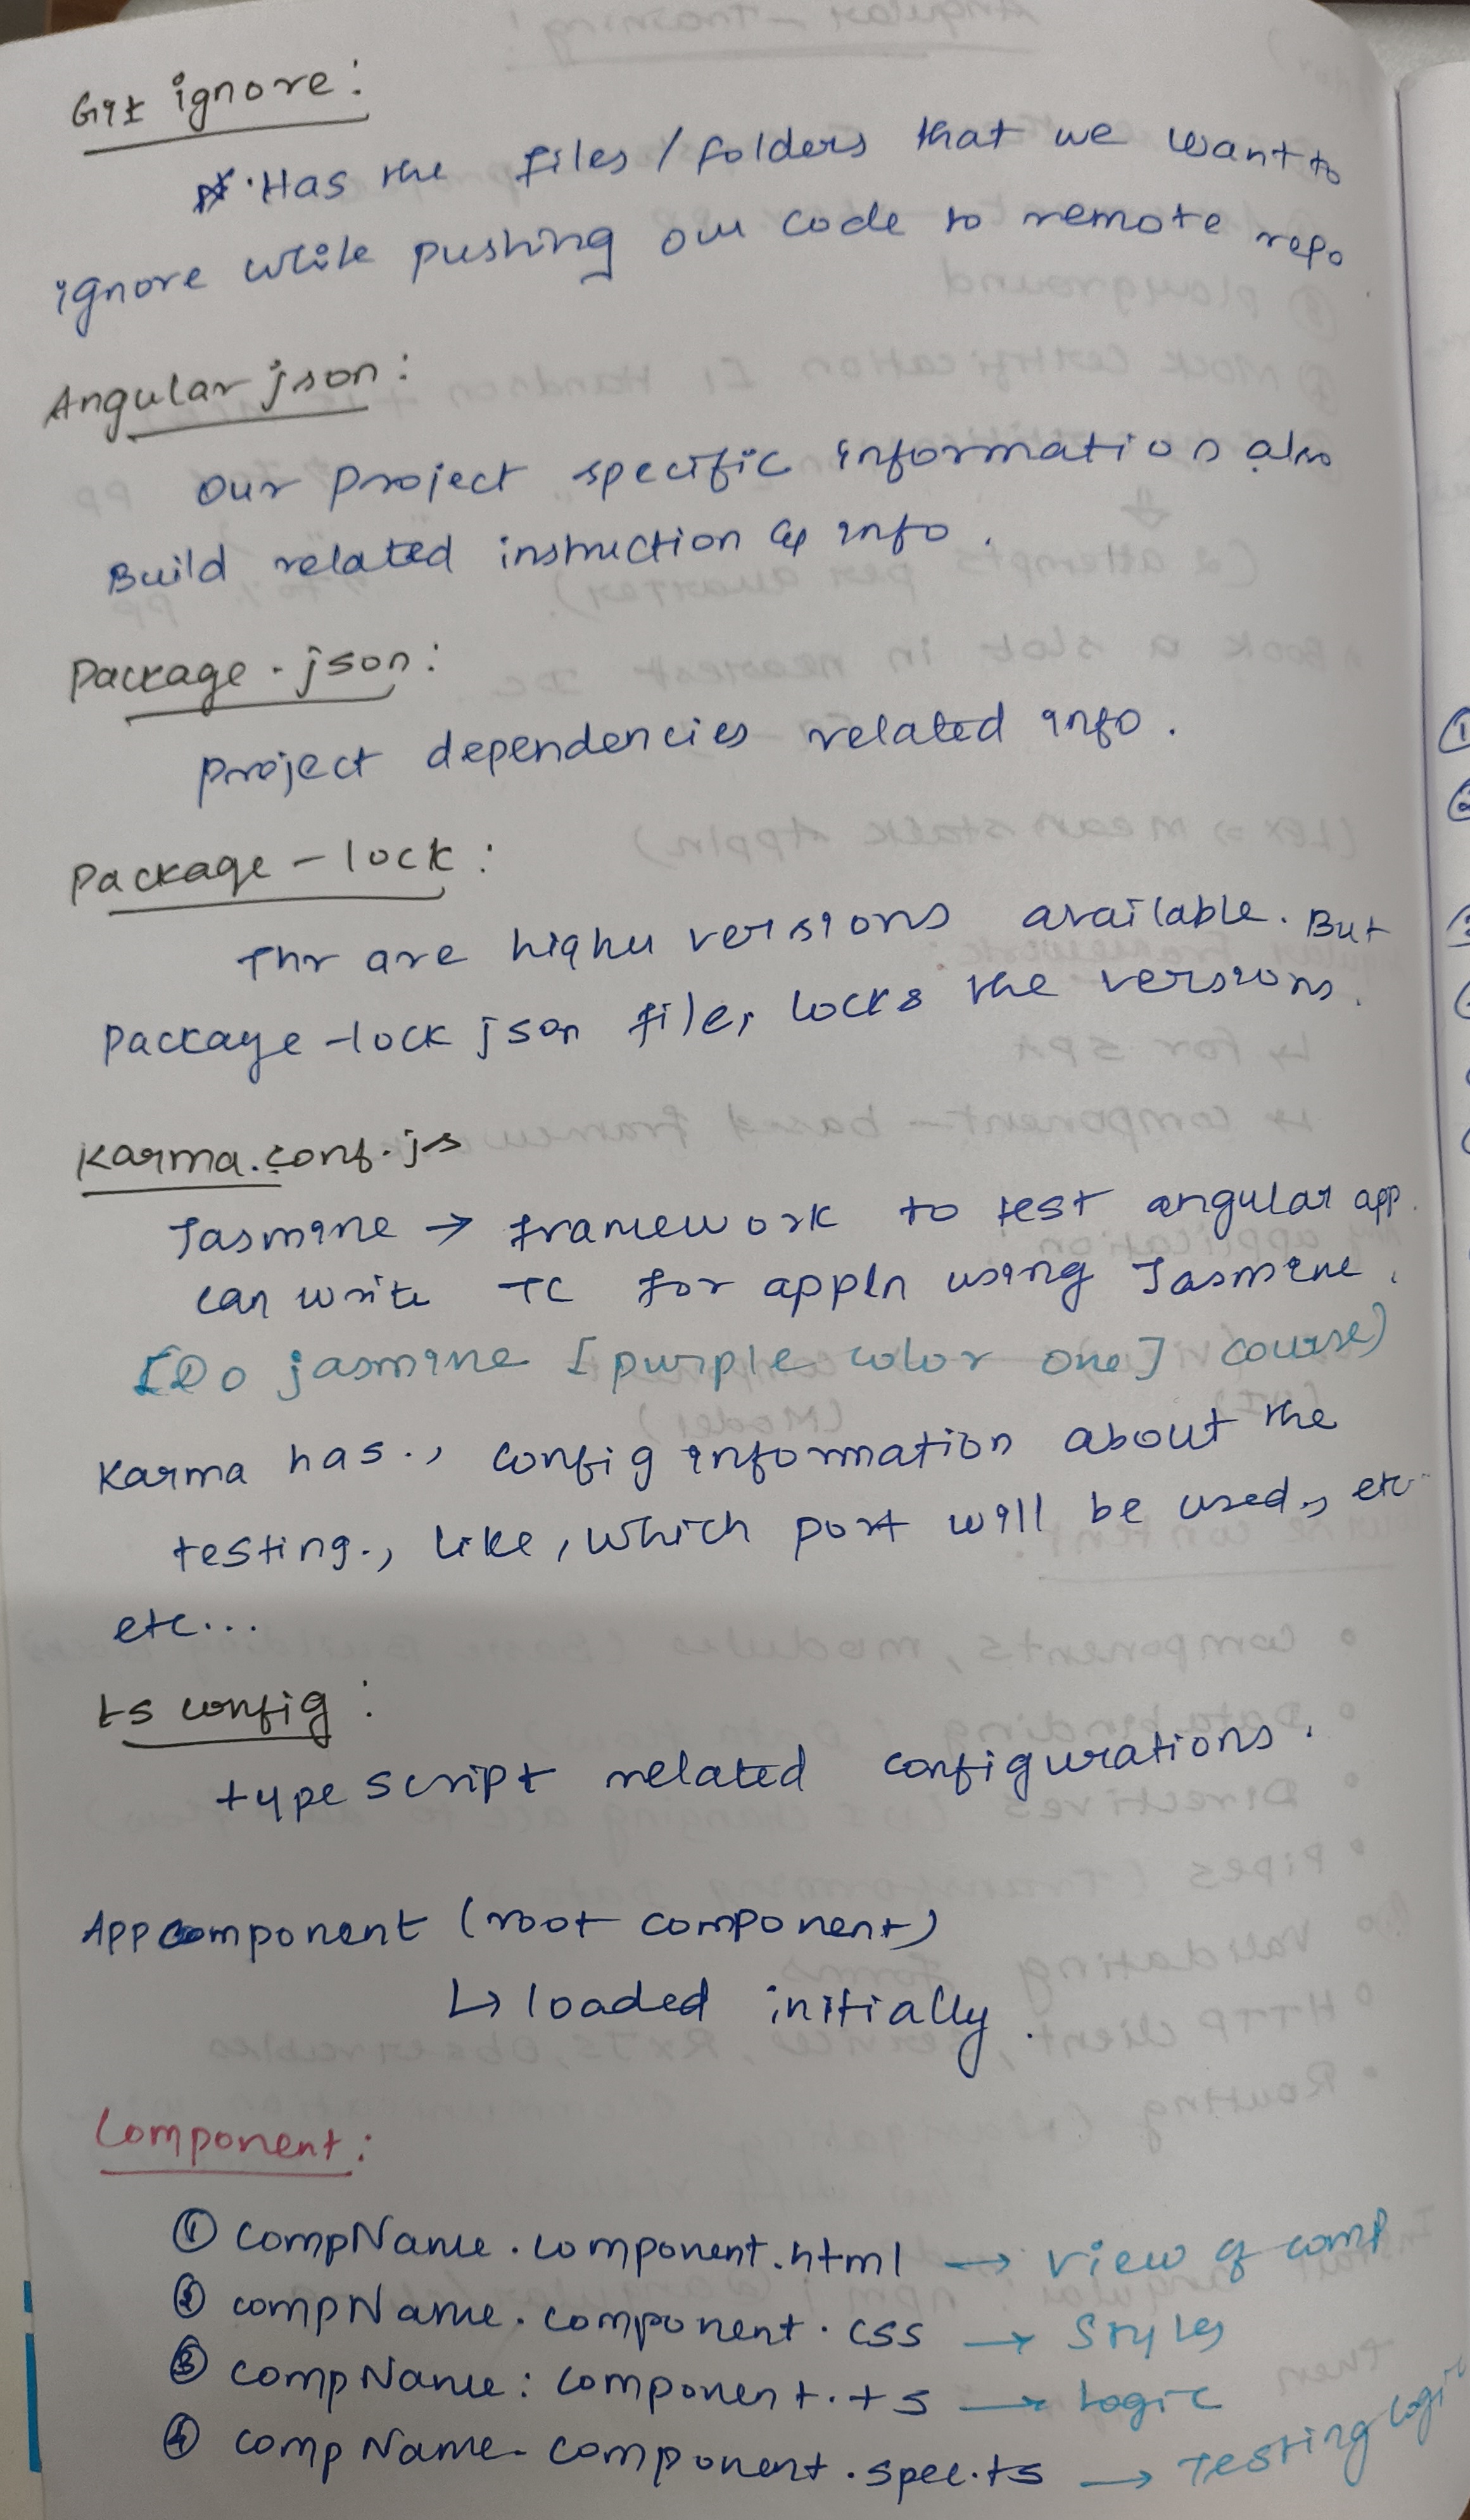 Git ignore:
Has the files / folders that we want to
ignore while pushing our code to remote repo
Angular json:
Our project specific information also
Build related instruction & info.
Package.json:
project dependencies related info.
Package-lock:
Thr are higher versions available. But
Package-lock json file, locks the versions.
Karma.conf.js
Jasmine → framework to test angular app.
can write TC for appln using Jasmine.
[Do jasmine [purple color one] course)
Karma has., config information about the
testing., like, which port will be used., etc
etc...
ts config:
type script related configurations.
App component (root component)
↳ loaded initially.
Component:
① compName.component.html → view of comp
② compName.component.css → Styles
③ compName:component.ts → Logic
④ compName-component.spec.ts → Testing logic